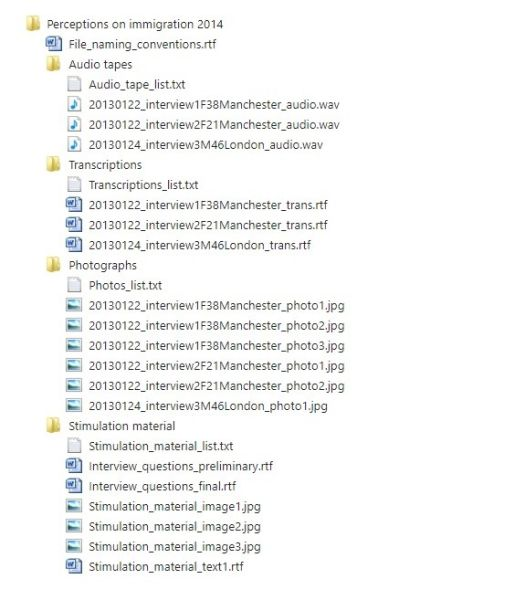 Perceptions on immigration 2014
File_naming_conventions.rtf
Audio tapes
Audio_tape_list.txt
20130122_interview1F38Manchester_audio.wav
20130122_interview2F21Manchester_audio.wav
20130124_interview3M46London_audio.wav
Transcriptions
Transcriptions_list.txt
20130122_interview1F38Manchester_trans.rtf
20130122_interview2F21Manchester_trans.rtf
20130124_interview3M46London_trans.rtf
Photographs
Photos_list.txt
20130122_interview1F38Manchester_photo1.jpg
20130122_interview1F38Manchester_photo2.jpg
20130122_interview1F38Manchester_photo3.jpg
20130122_interview2F21Manchester_photo1.jpg
20130122_interview2F21Manchester_photo2.jpg
20130124_interview3M46London_photo1.jpg
Stimulation material
Stimulation_material_list.txt
Interview_questions_preliminary.rtf
Interview_questions_final.rtf
Stimulation_material_image1.jpg
Stimulation_material_image2.jpg
Stimulation_material_image3.jpg
Stimulation_material_text1.rtf